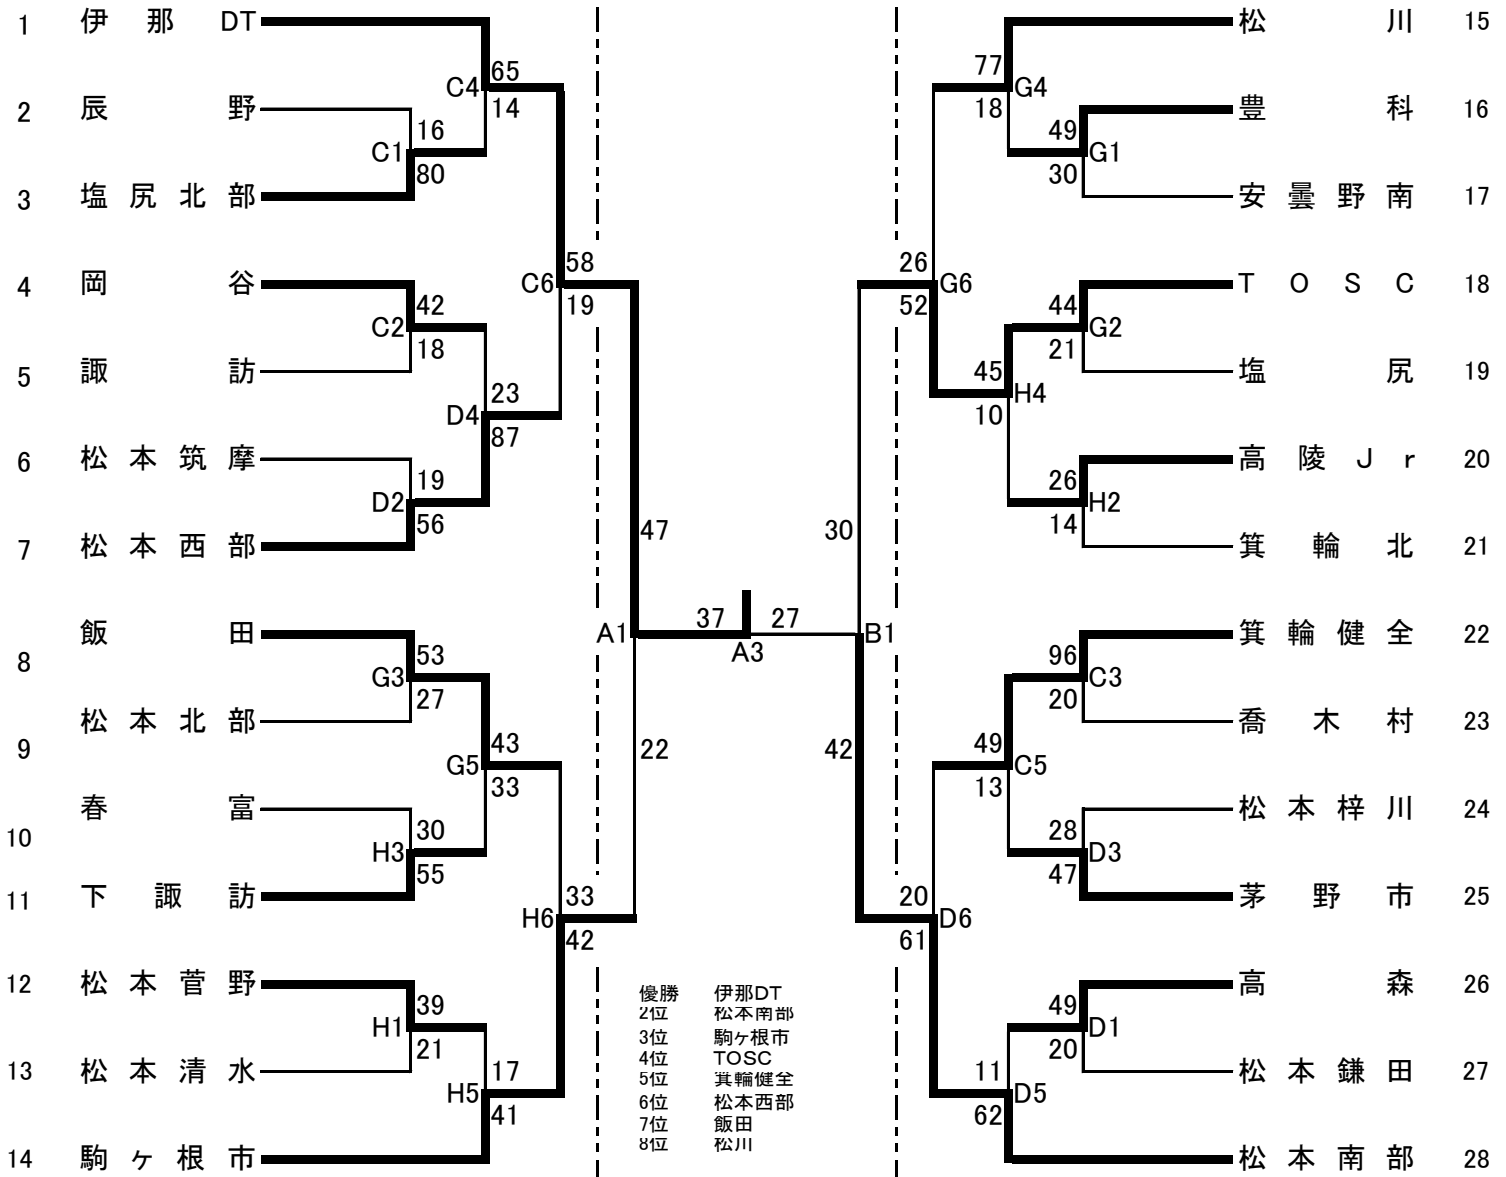 1 伊那DT 松川 15
65 77
C4 G4
14 18
2 辰野 豊科 16
16 49
C1 G1
80 30
3 塩尻北部 安曇野南 17
58 26
4 岡谷 C6 G6 TOSC 18
42 19 52 44
C2 G2
18 21
5 諏訪 45 塩尻 19
23 H4
D4 10
87
6 松本筑摩 高陵Jr 20
19 26
D2 H2
56 14
47 30
7 松本西部 箕輪北 21
37 27
8 飯田 A1 A3 B1 箕輪健全 22
53 96
G3 C3
27 20
9 松本北部 喬木村 23
43 22 42 49
G5 C5
33 13
10 春富 松本梓川 24
30 28
H3 D3
55 47
11 下諏訪 茅野市 25
33 20
H6 D6
42 61
12 松本菅野 高森 26
39 49
H1 D1
21 20
13 松本清水 松本鎌田 27
17 11
H5 D5
41 62
14 駒ヶ根市 松本南部 28
優勝 伊那DT
2位 松本南部
3位 駒ヶ根市
4位 TOSC
5位 箕輪健全
6位 松本西部
7位 飯田
8位 松川